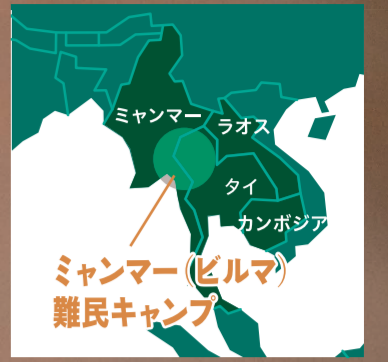 ミャンマー
ラオス
タイ
カンボジア
ミャンマー(ビルマ)
難民キャンプ